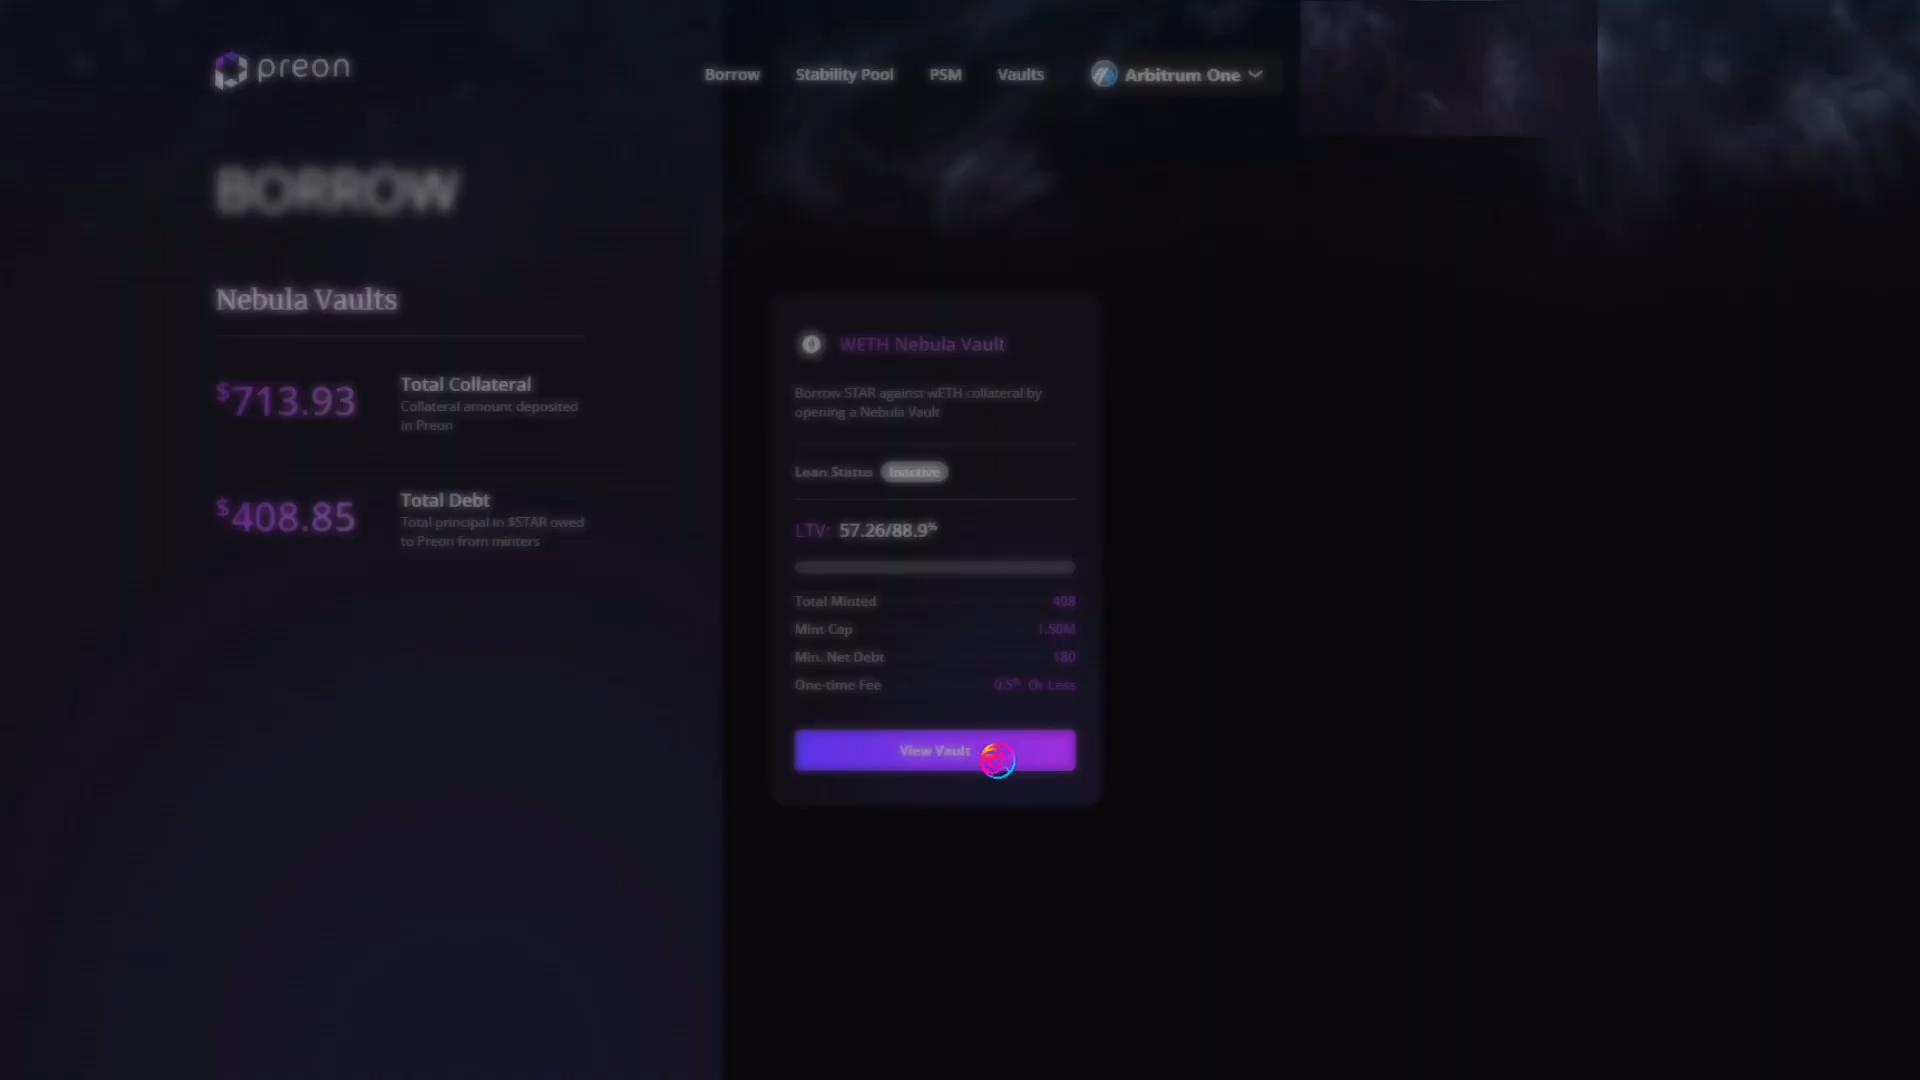 preon
Borrow
Stability Pool
PSM
Vaults
Arbitrum One
BORROW
Nebula Vaults
$713.93
Total Collateral
Collateral amount deposited
in Preon
$408.85
Total Debt
Total principal in $STAR owed
to Preon from minters
WETH Nebula Vault
Borrow STAR against wETH collateral by
opening a Nebula Vault
Loan Status Inactive
LTV: 57.26/88.9%
Total Minted 408
Mint Cap 1.50M
Min. Net Debt 180
One-time Fee 0.5% Or Less
View Vault